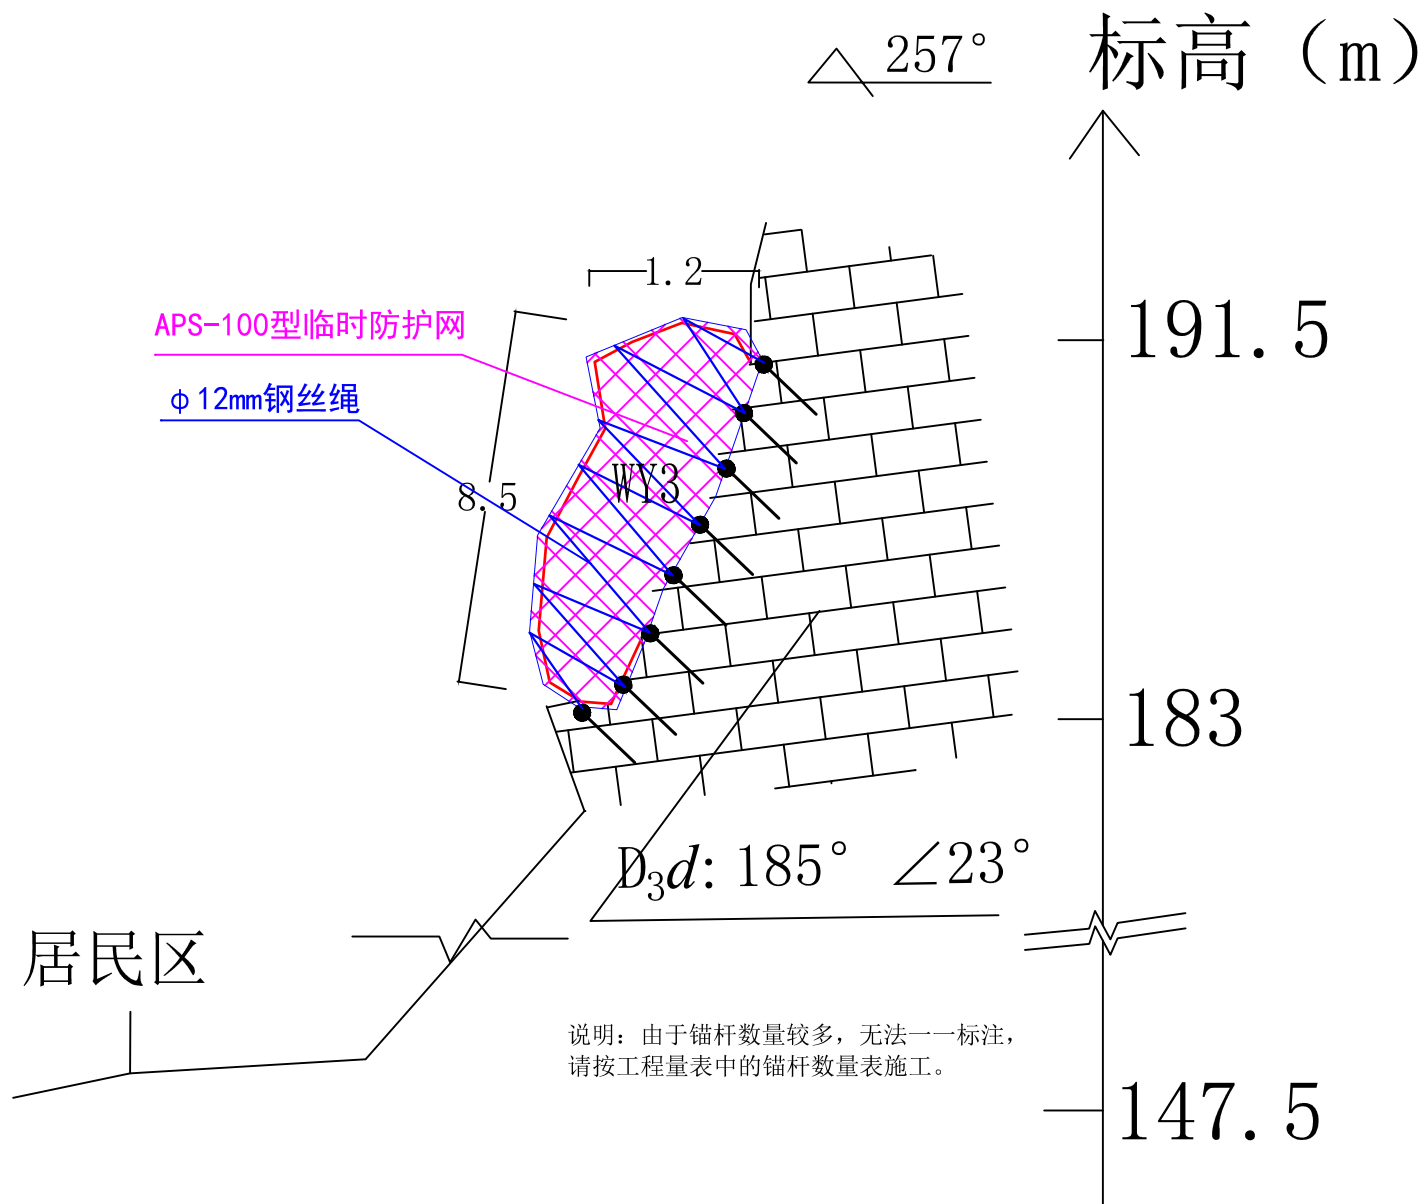 标高（m）
257°
1.2
191.5
APS-100型临时防护网
φ12mm钢丝绳
WY3
8.5
183
D₃d: 185° ∠23°
居民区
说明：由于锚杆数量较多，无法一一标注，
请按工程量表中的锚杆数量表施工。
147.5